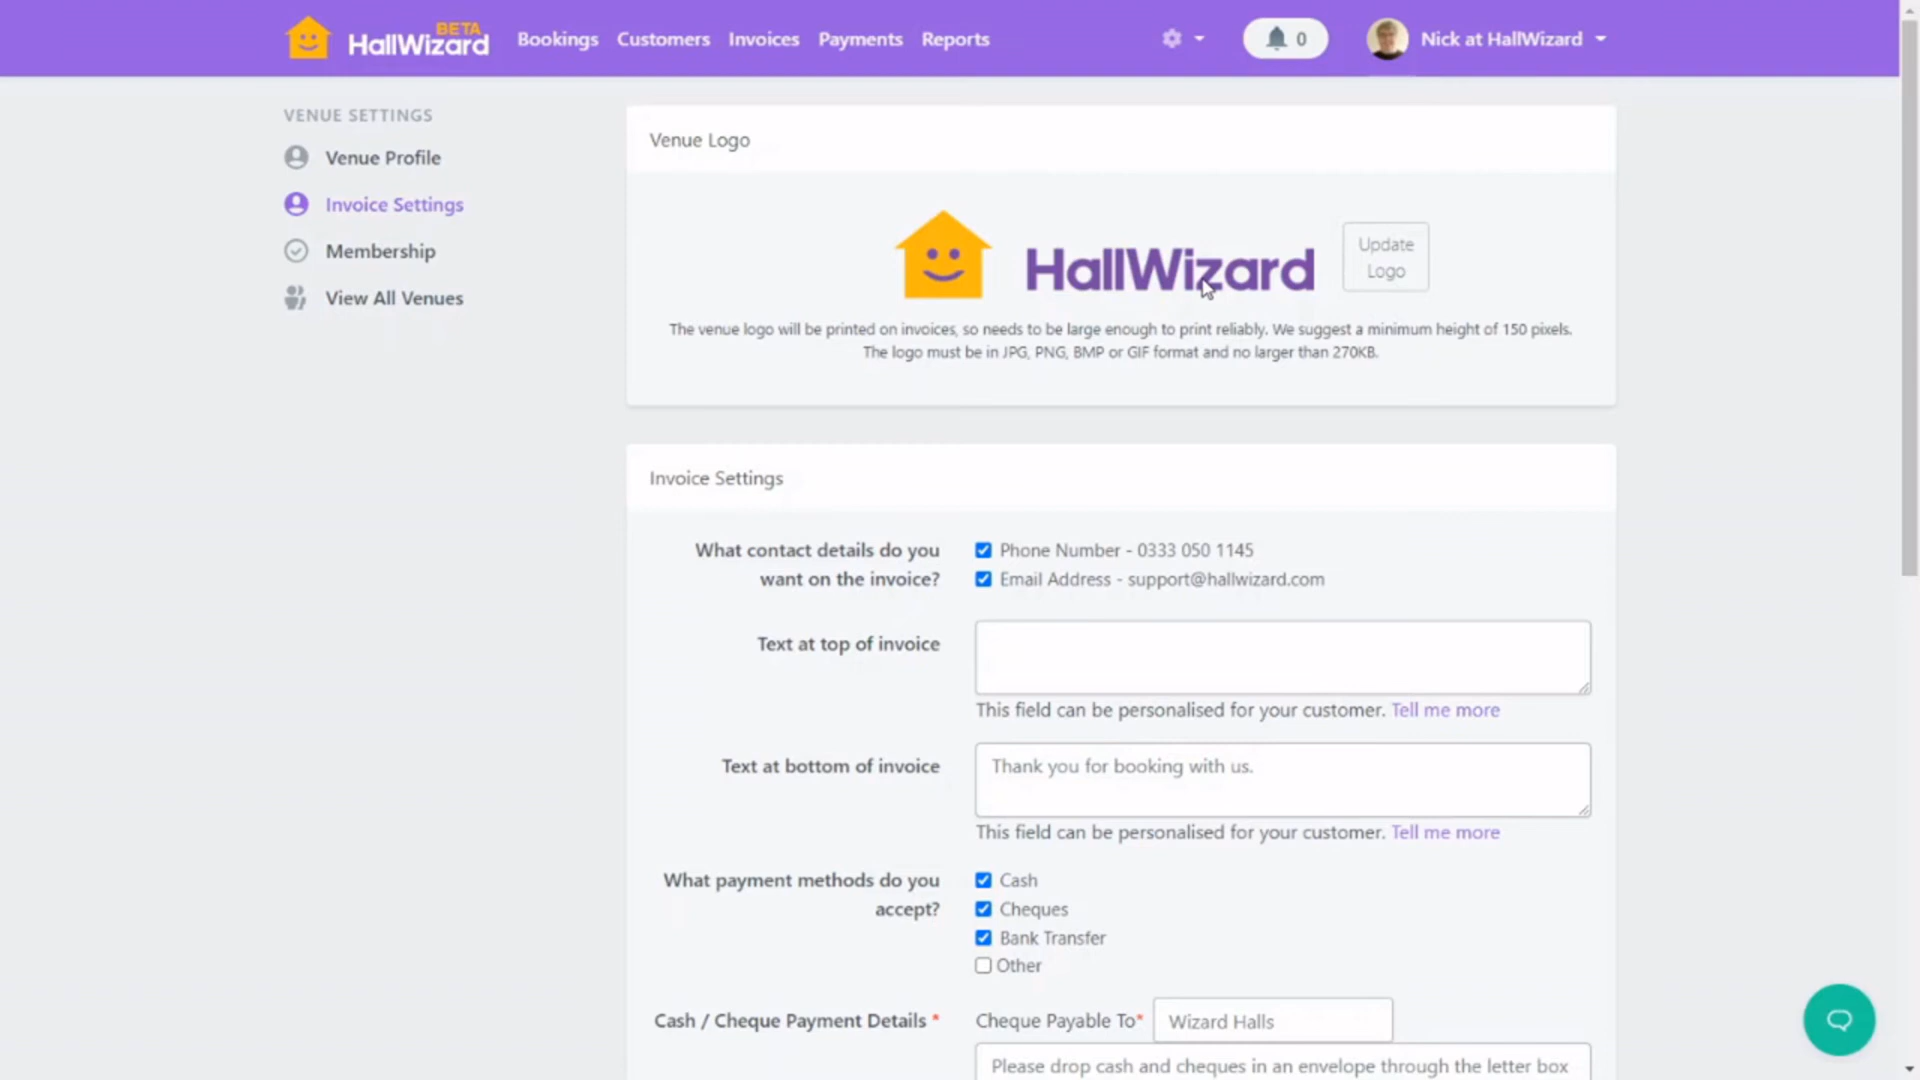 BETA
HallWizard
Bookings
Customers
Invoices
Payments
Reports
0
Nick at HallWizard
VENUE SETTINGS
Venue Profile
Invoice Settings
Membership
View All Venues
Venue Logo
HallWizard
Update
Logo
The venue logo will be printed on invoices, so needs to be large enough to print reliably. We suggest a minimum height of 150 pixels.
The logo must be in JPG, PNG, BMP or GIF format and no larger than 270KB.
Invoice Settings
What contact details do you
want on the invoice?
Phone Number - 0333 050 1145
Email Address - support@hallwizard.com
Text at top of invoice
This field can be personalised for your customer. Tell me more
Text at bottom of invoice
Thank you for booking with us.
This field can be personalised for your customer. Tell me more
What payment methods do you
accept?
Cash
Cheques
Bank Transfer
Other
Cash / Cheque Payment Details *
Cheque Payable To*
Wizard Halls
Please drop cash and cheques in an envelope through the letter box